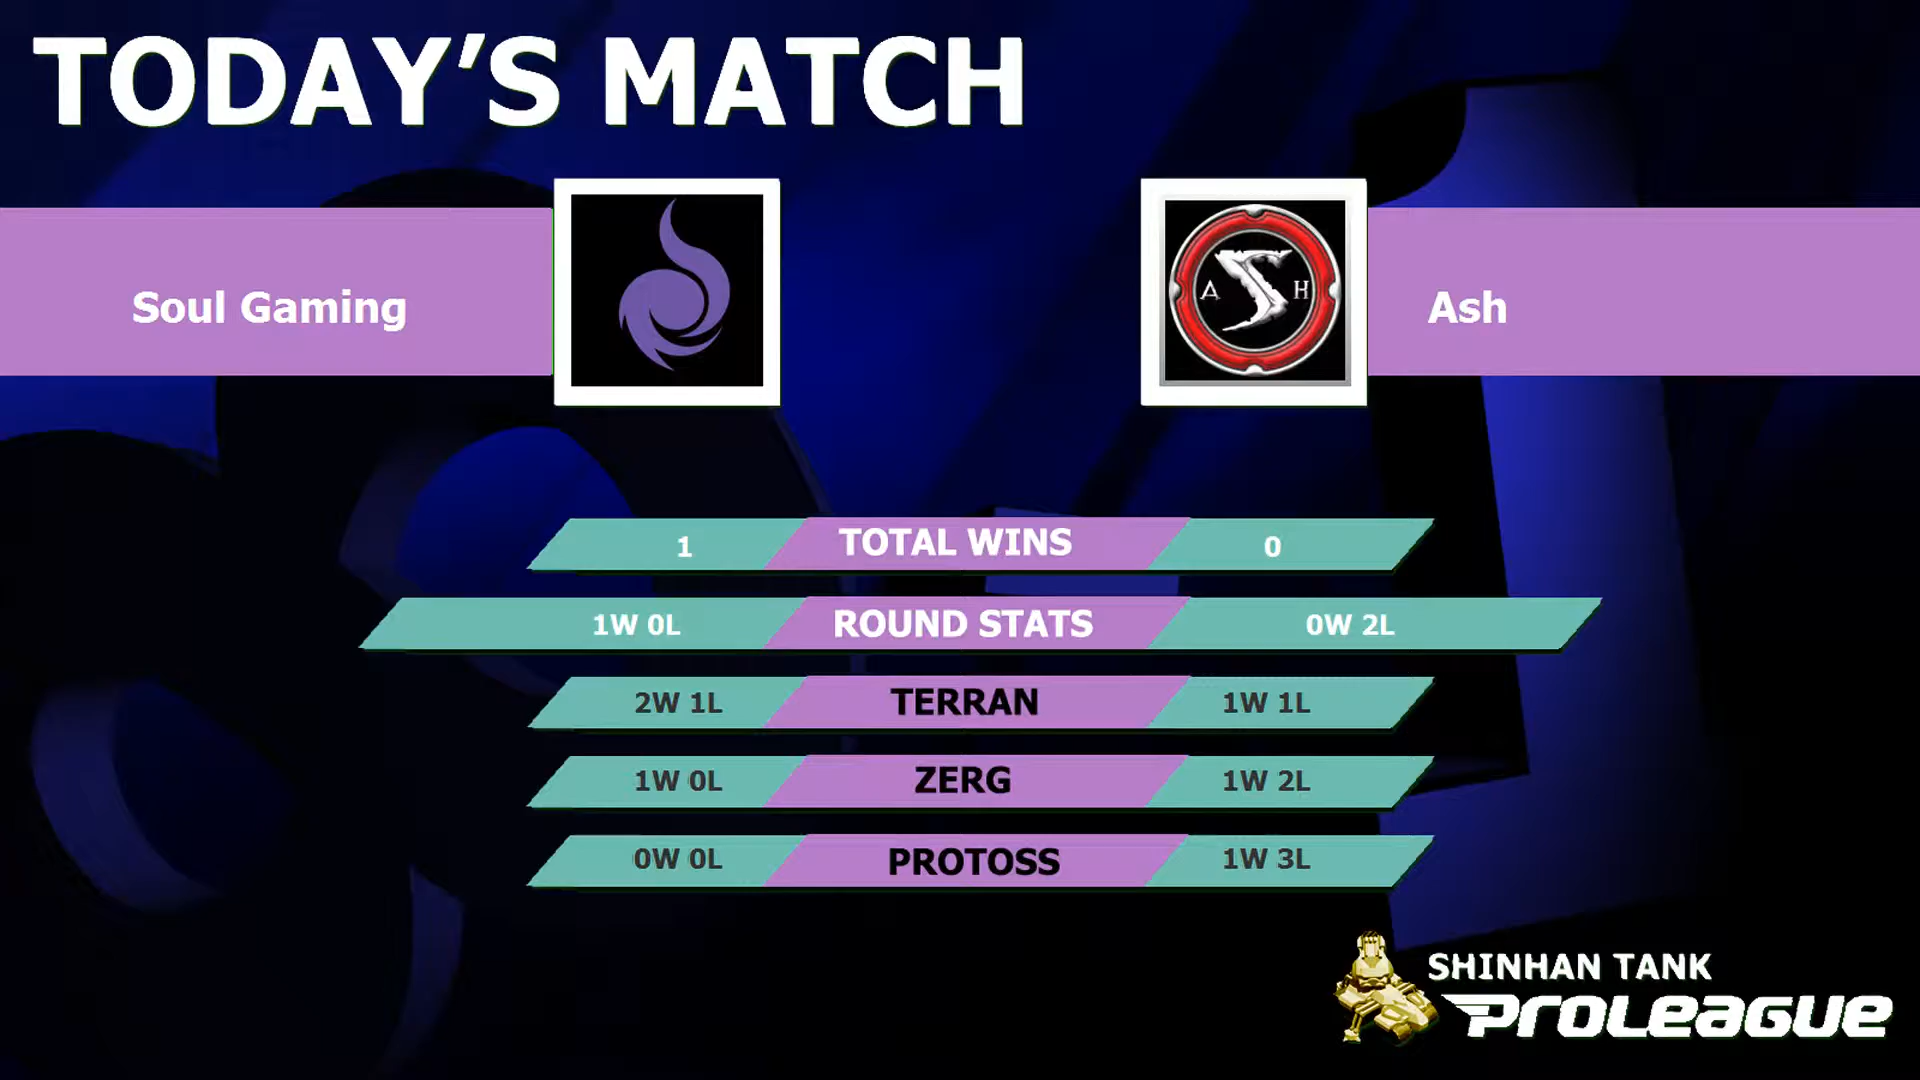 TODAY'S MATCH
Soul Gaming
ASH
Ash
1 TOTAL WINS 0
1W 0L ROUND STATS 0W 2L
2W 1L TERRAN 1W 1L
1W 0L ZERG 1W 2L
0W 0L PROTOSS 1W 3L
SHINHAN TANK
PROLEAGUE